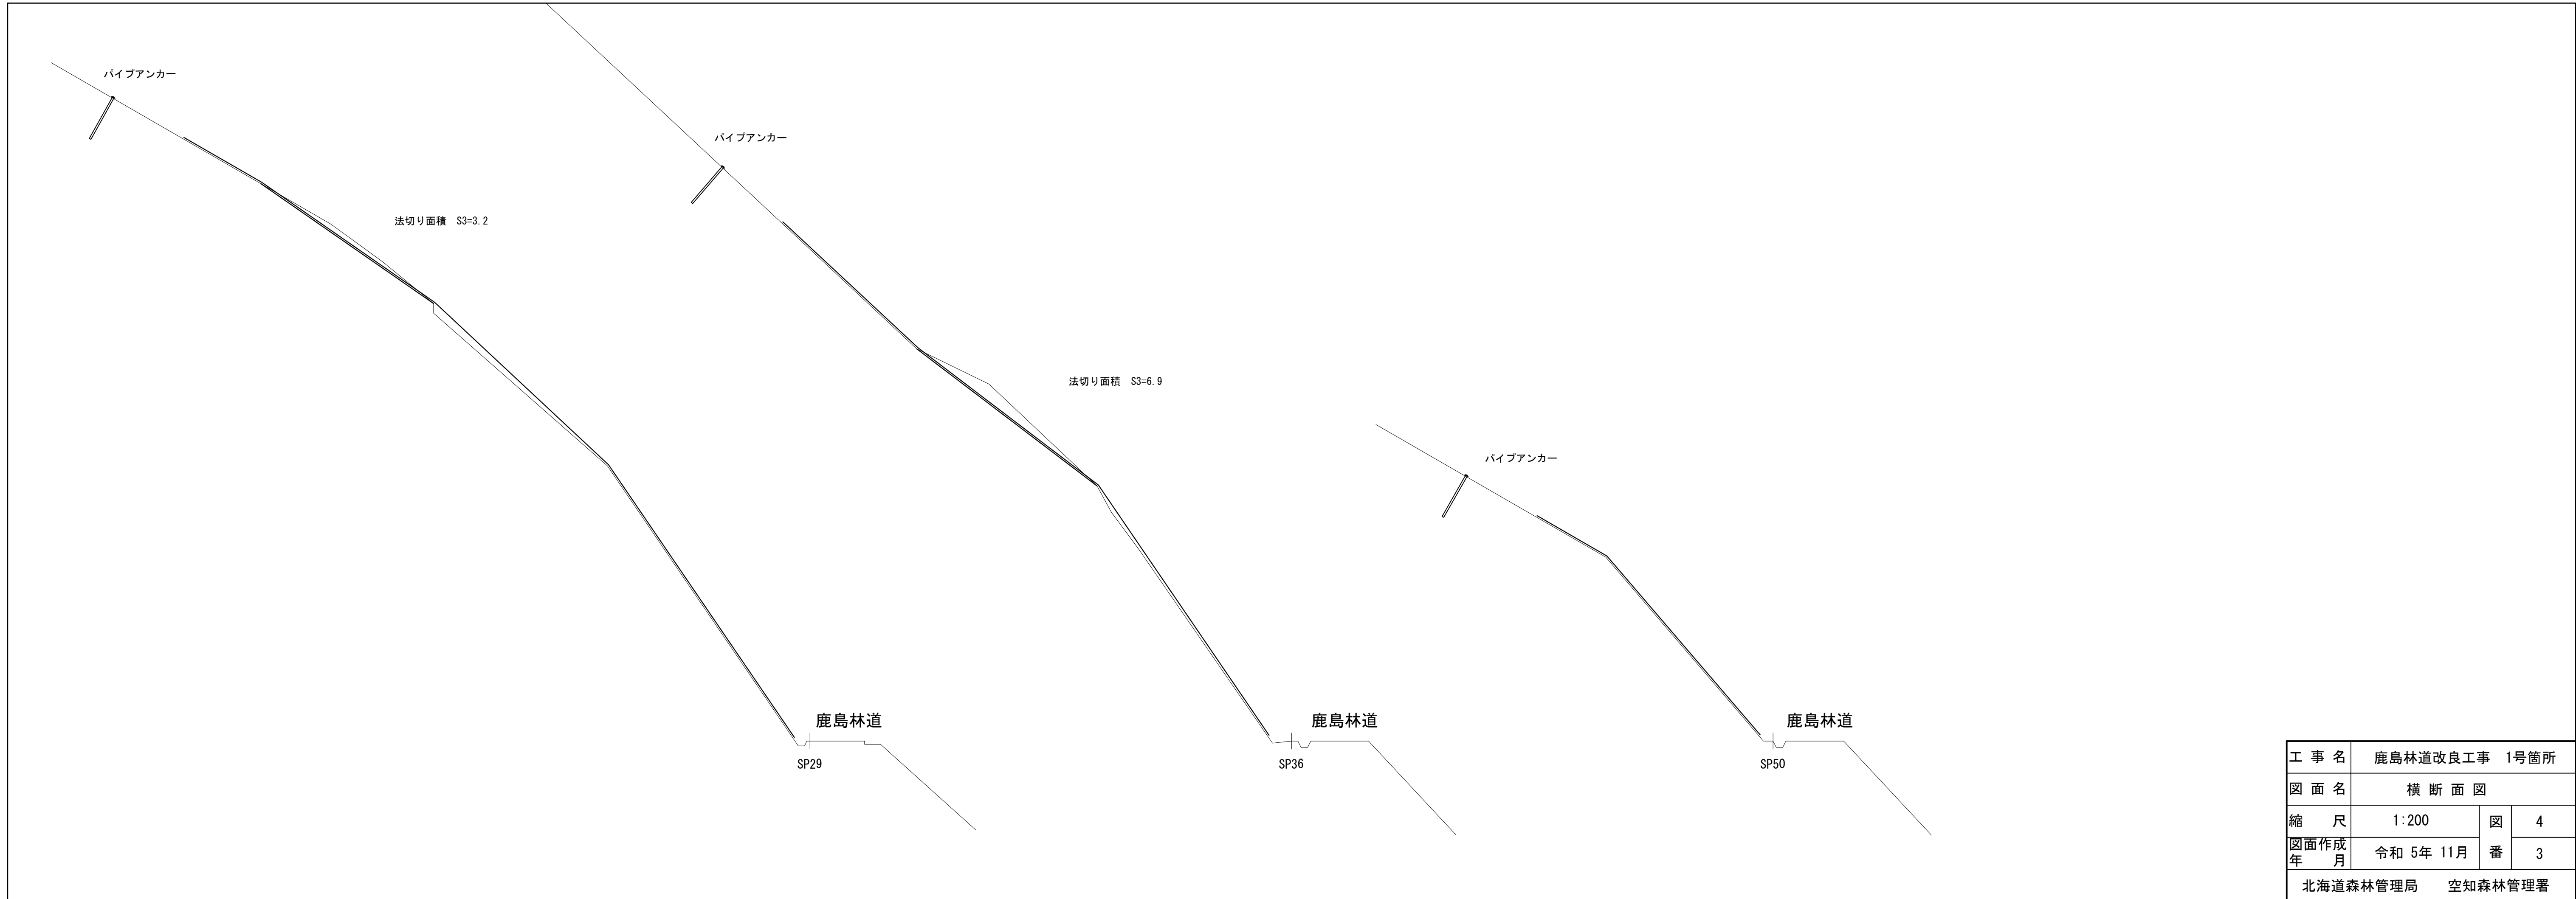 パイプアンカー
パイプアンカー
法切り面積　S3=3.2
法切り面積　S3=6.9
パイプアンカー
鹿島林道
鹿島林道
鹿島林道
SP29
SP36
SP50
工 事 名　鹿島林道改良工事　1号箇所
図 面 名　横 断 面 図
縮　　尺　1:200　図　4
図面作成
年　　月　令和 5年 11月　番　3
北海道森林管理局　　空知森林管理署